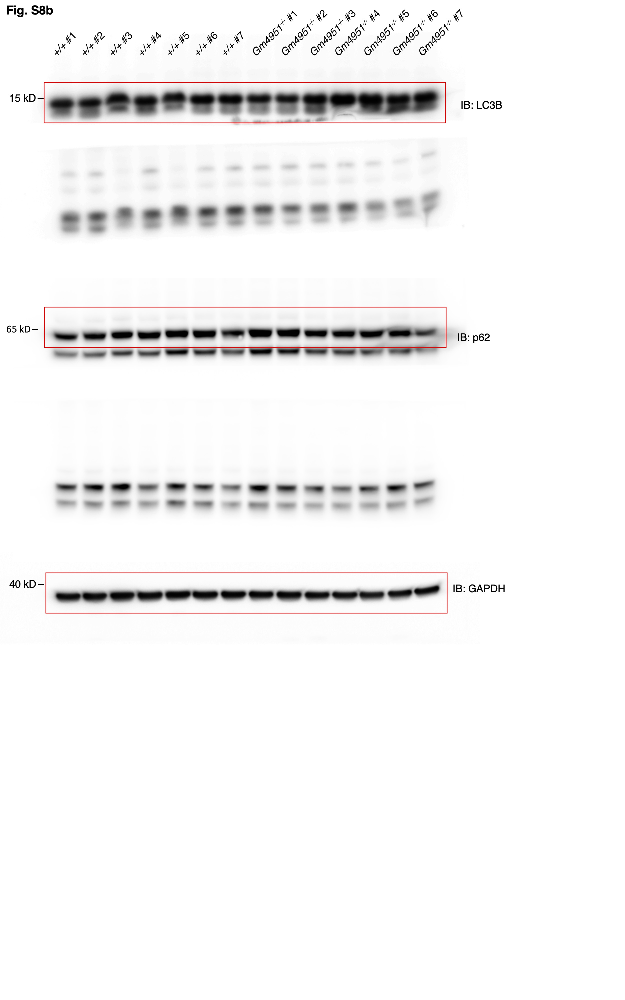 Fig. S8b
+/+ #1
+/+ #2
+/+ #3
+/+ #4
+/+ #5
+/+ #6
+/+ #7
Gm4951-/- #1
Gm4951-/- #2
Gm4951-/- #3
Gm4951-/- #4
Gm4951-/- #5
Gm4951-/- #6
Gm4951-/- #7
15 kD
IB: LC3B
65 kD
IB: p62
40 kD
IB: GAPDH